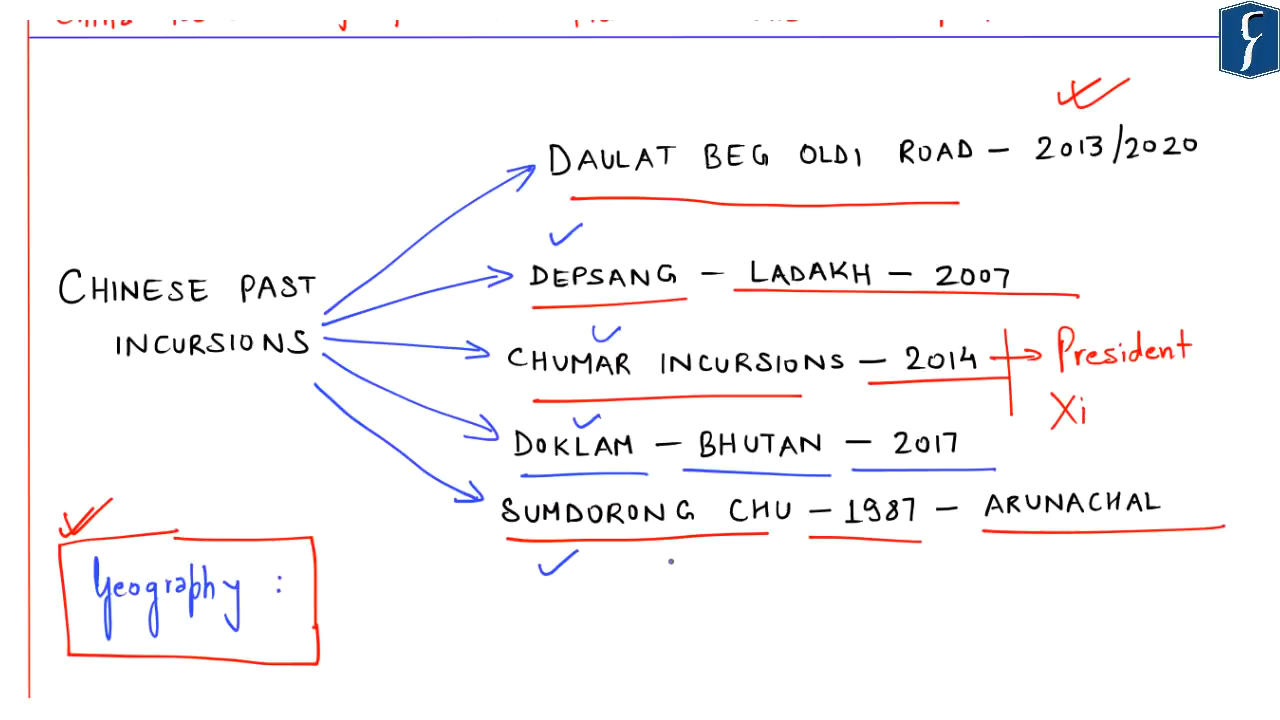 DAULAT BEG OLDI ROAD - 2013/2020
DEPSANG - LADAKH - 2007
CHINESE PAST
INCURSIONS
CHUMAR INCURSIONS - 2014 → President
Xi
DOKLAM - BHUTAN - 2017
SUMDORONG CHU - 1987 - ARUNACHAL
Geography :